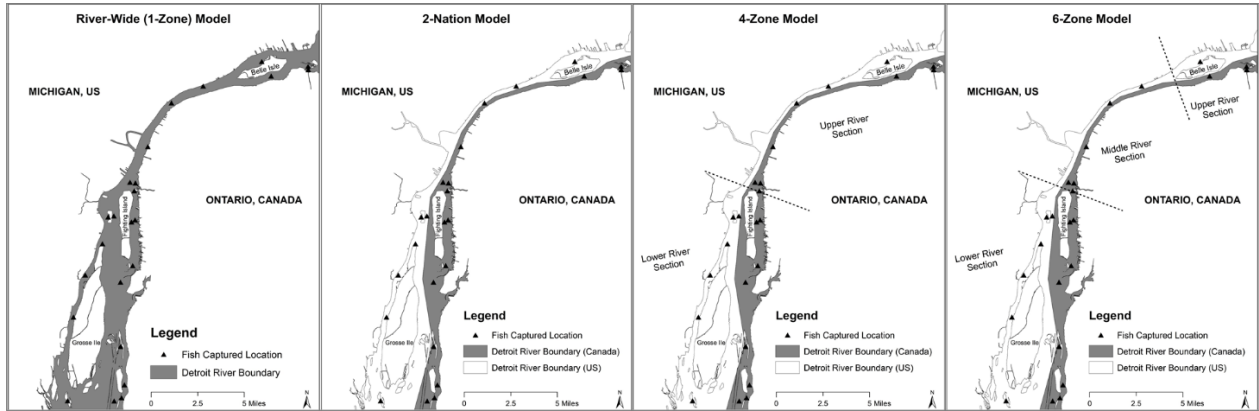 River-Wide (1-Zone) Model
Belle Isle
MICHIGAN, US
ONTARIO, CANADA
Fighting Island
Grosse Ile
Legend
Fish Captured Location
Detroit River Boundary
0 2.5 5 Miles
N
2-Nation Model
Belle Isle
MICHIGAN, US
ONTARIO, CANADA
Fighting Island
Grosse Ile
Legend
Fish Captured Location
Detroit River Boundary (Canada)
Detroit River Boundary (US)
0 2.5 5 Miles
N
4-Zone Model
Belle Isle
MICHIGAN, US
Upper River
Section
ONTARIO, CANADA
Fighting Island
Lower River
Section
Grosse Ile
Legend
Fish Captured Location
Detroit River Boundary (Canada)
Detroit River Boundary (US)
0 2.5 5 Miles
N
6-Zone Model
Belle Isle
MICHIGAN, US
Upper River
Section
Middle River
Section
ONTARIO, CANADA
Fighting Island
Lower River
Section
Grosse Ile
Legend
Fish Captured Location
Detroit River Boundary (Canada)
Detroit River Boundary (US)
0 2.5 5 Miles
N